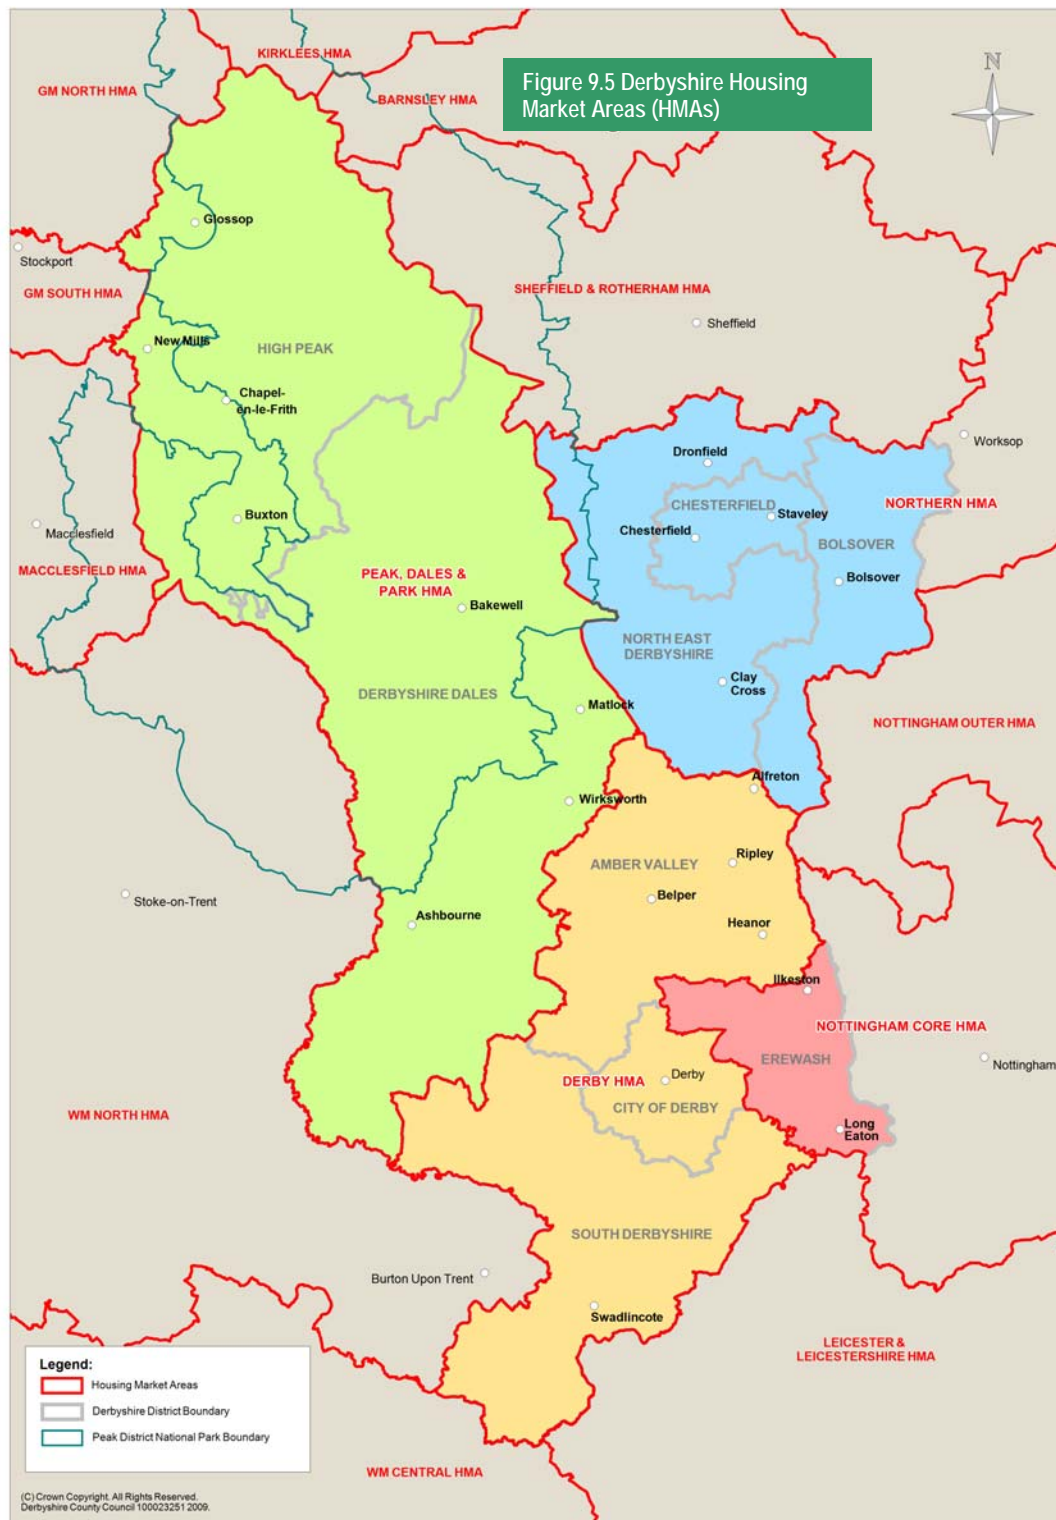 Figure 9.5 Derbyshire Housing
Market Areas (HMAs)
N
KIRKLEES HMA
GM NORTH HMA
BARNSLEY HMA
Glossop
Stockport
GM SOUTH HMA
SHEFFIELD & ROTHERHAM HMA
Sheffield
New Mills
HIGH PEAK
Chapel-
en-le-Frith
Worksop
Dronfield
CHESTERFIELD
NORTHERN HMA
Buxton
Staveley
Macclesfield
Chesterfield
BOLSOVER
MACCLESFIELD HMA
PEAK, DALES &
PARK HMA
Bolsover
Bakewell
NORTH EAST
DERBYSHIRE
DERBYSHIRE DALES
Clay
Cross
Matlock
NOTTINGHAM OUTER HMA
Alfreton
Wirksworth
Ripley
AMBER VALLEY
Stoke-on-Trent
Belper
Ashbourne
Heanor
Ilkeston
NOTTINGHAM CORE HMA
EREWASH
Nottingham
DERBY HMA
Derby
CITY OF DERBY
WM NORTH HMA
Long
Eaton
SOUTH DERBYSHIRE
Burton Upon Trent
Swadlincote
LEICESTER &
LEICESTERSHIRE HMA
Legend:
Housing Market Areas
Derbyshire District Boundary
Peak District National Park Boundary
WM CENTRAL HMA
(C) Crown Copyright. All Rights Reserved.
Derbyshire County Council 100023251 2009.